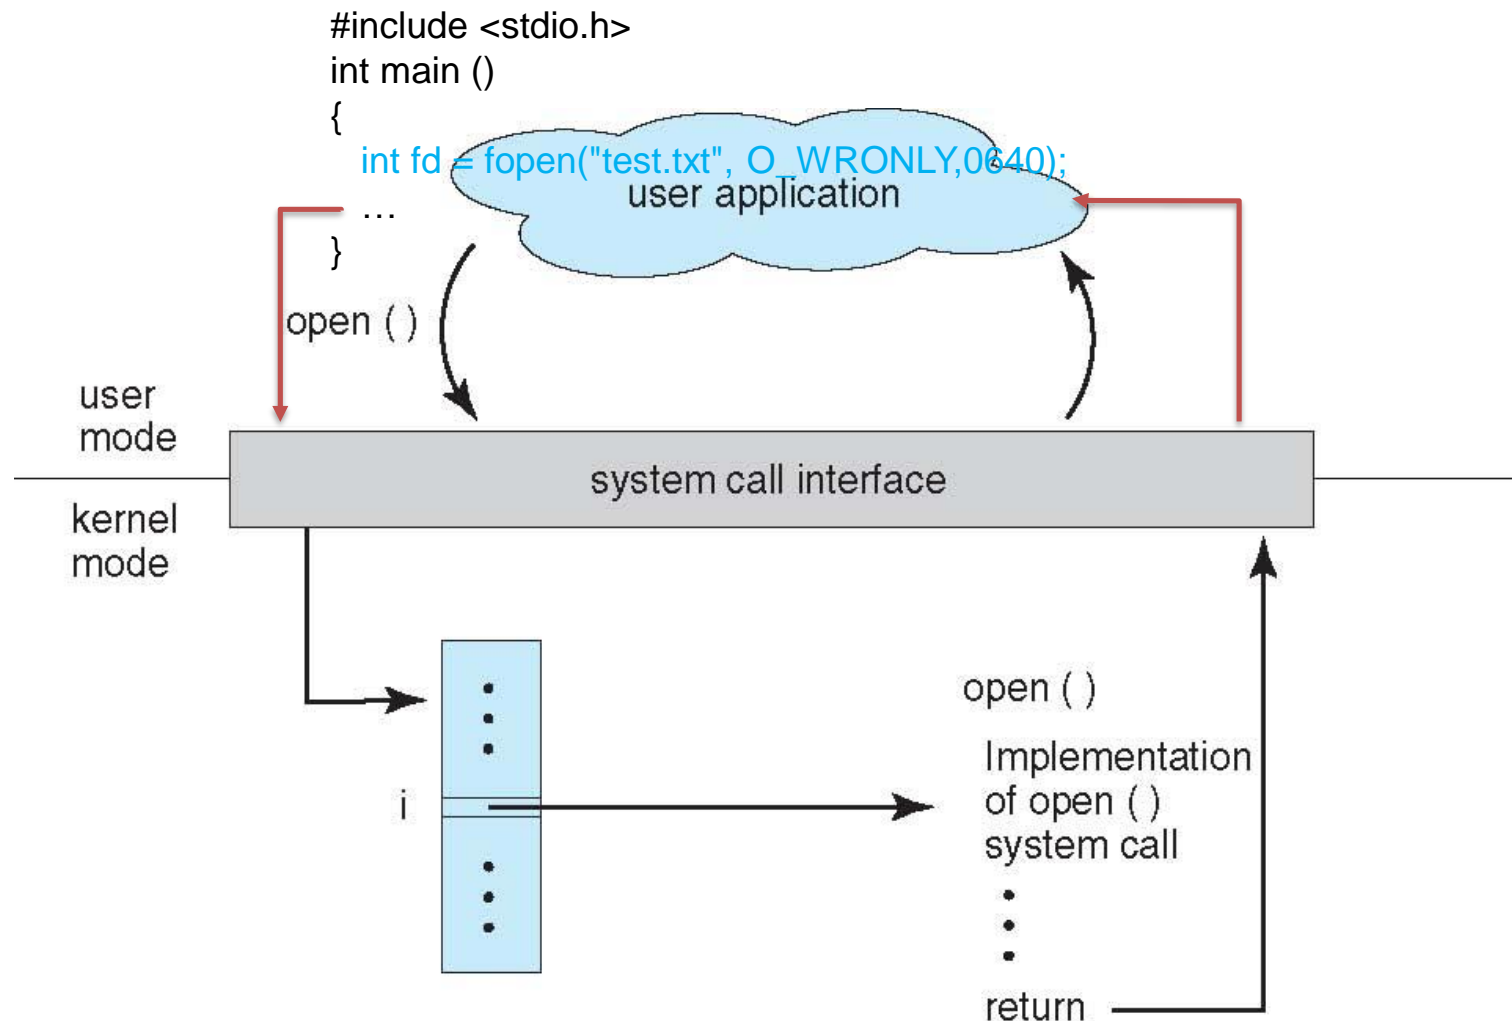 #include <stdio.h>
int main ()
{
int fd = fopen("test.txt", O_WRONLY,0640);
user application
…
}
open ( )
user
mode
system call interface
kernel
mode
open ( )
Implementation
of open ( )
system call
i
return